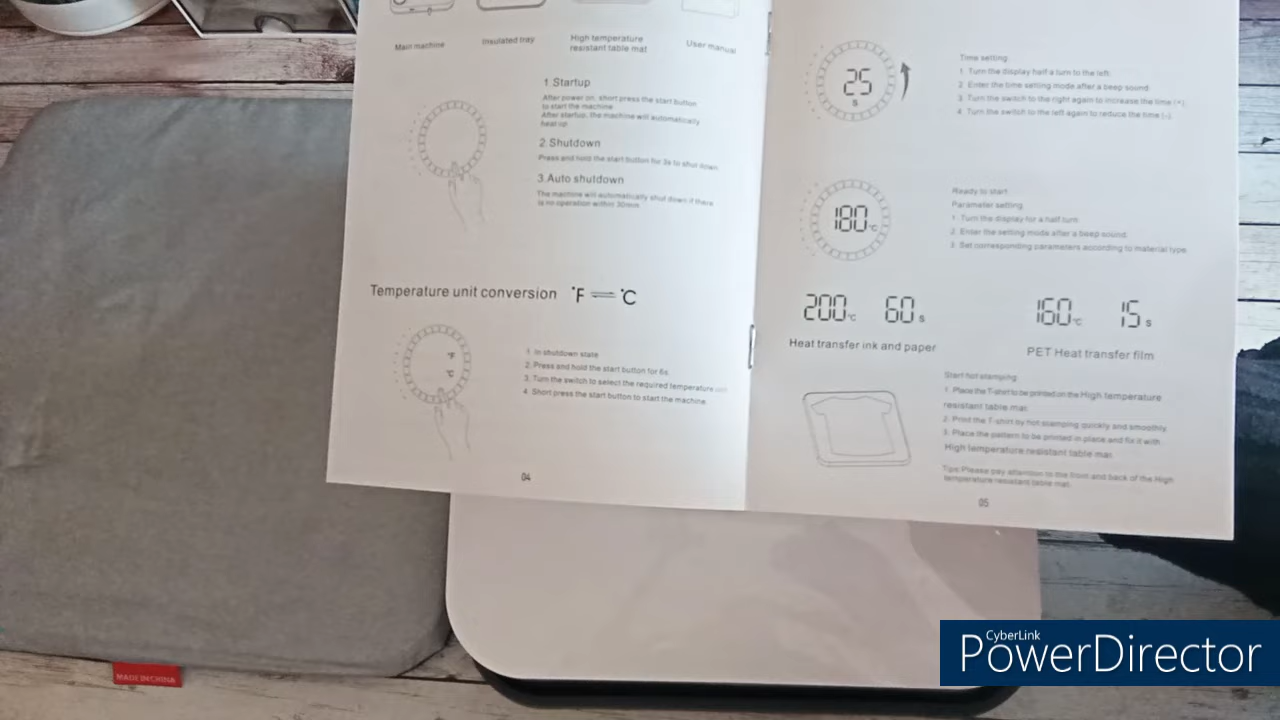 Main machine
Insulated tray
High temperature
resistant table mat
User manual
1.Startup
After power on, short press the start button
to start the machine
After startup, the machine will automatically
heat up
2.Shutdown
Press and hold the start button for 3s to shut down
3.Auto shutdown
The machine will automatically shut down if there
is no operation within 30min.
Temperature unit conversion °F ⇌ °C
°F
°C
1. In shutdown state
2. Press and hold the start button for 6s.
3. Turn the switch to select the required temperature unit
4. Short press the start button to start the machine
04
25
S
Time setting:
1. Turn the display half a turn to the left.
2. Enter the time setting mode after a beep sound.
3. Turn the switch to the right again to increase the time (+).
4. Turn the switch to the left again to reduce the time (-).
180°C
Ready to start:
Parameter setting
1. Turn the display for a half turn
2. Enter the setting mode after a beep sound.
3. Set corresponding parameters according to material type.
200°C 60s
Heat transfer ink and paper
160°C 15s
PET Heat transfer film
Start hot stamping:
1. Place the T-shirt to be printed on the High temperature
resistant table mat.
2. Print the T-shirt by hot stamping quickly and smoothly.
3. Place the pattern to be printed in place and fix it with
High temperature resistant table mat.
Tips:Please pay attention to the front and back of the High
temperature resistant table mat.
05
MADE IN CHINA
CyberLink
PowerDirector